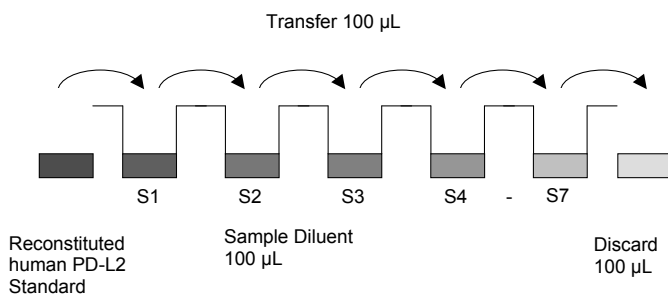 Transfer 100 µL
S1 S2 S3 S4 - S7
Reconstituted
human PD-L2
Standard
Sample Diluent
100 µL
Discard
100 µL